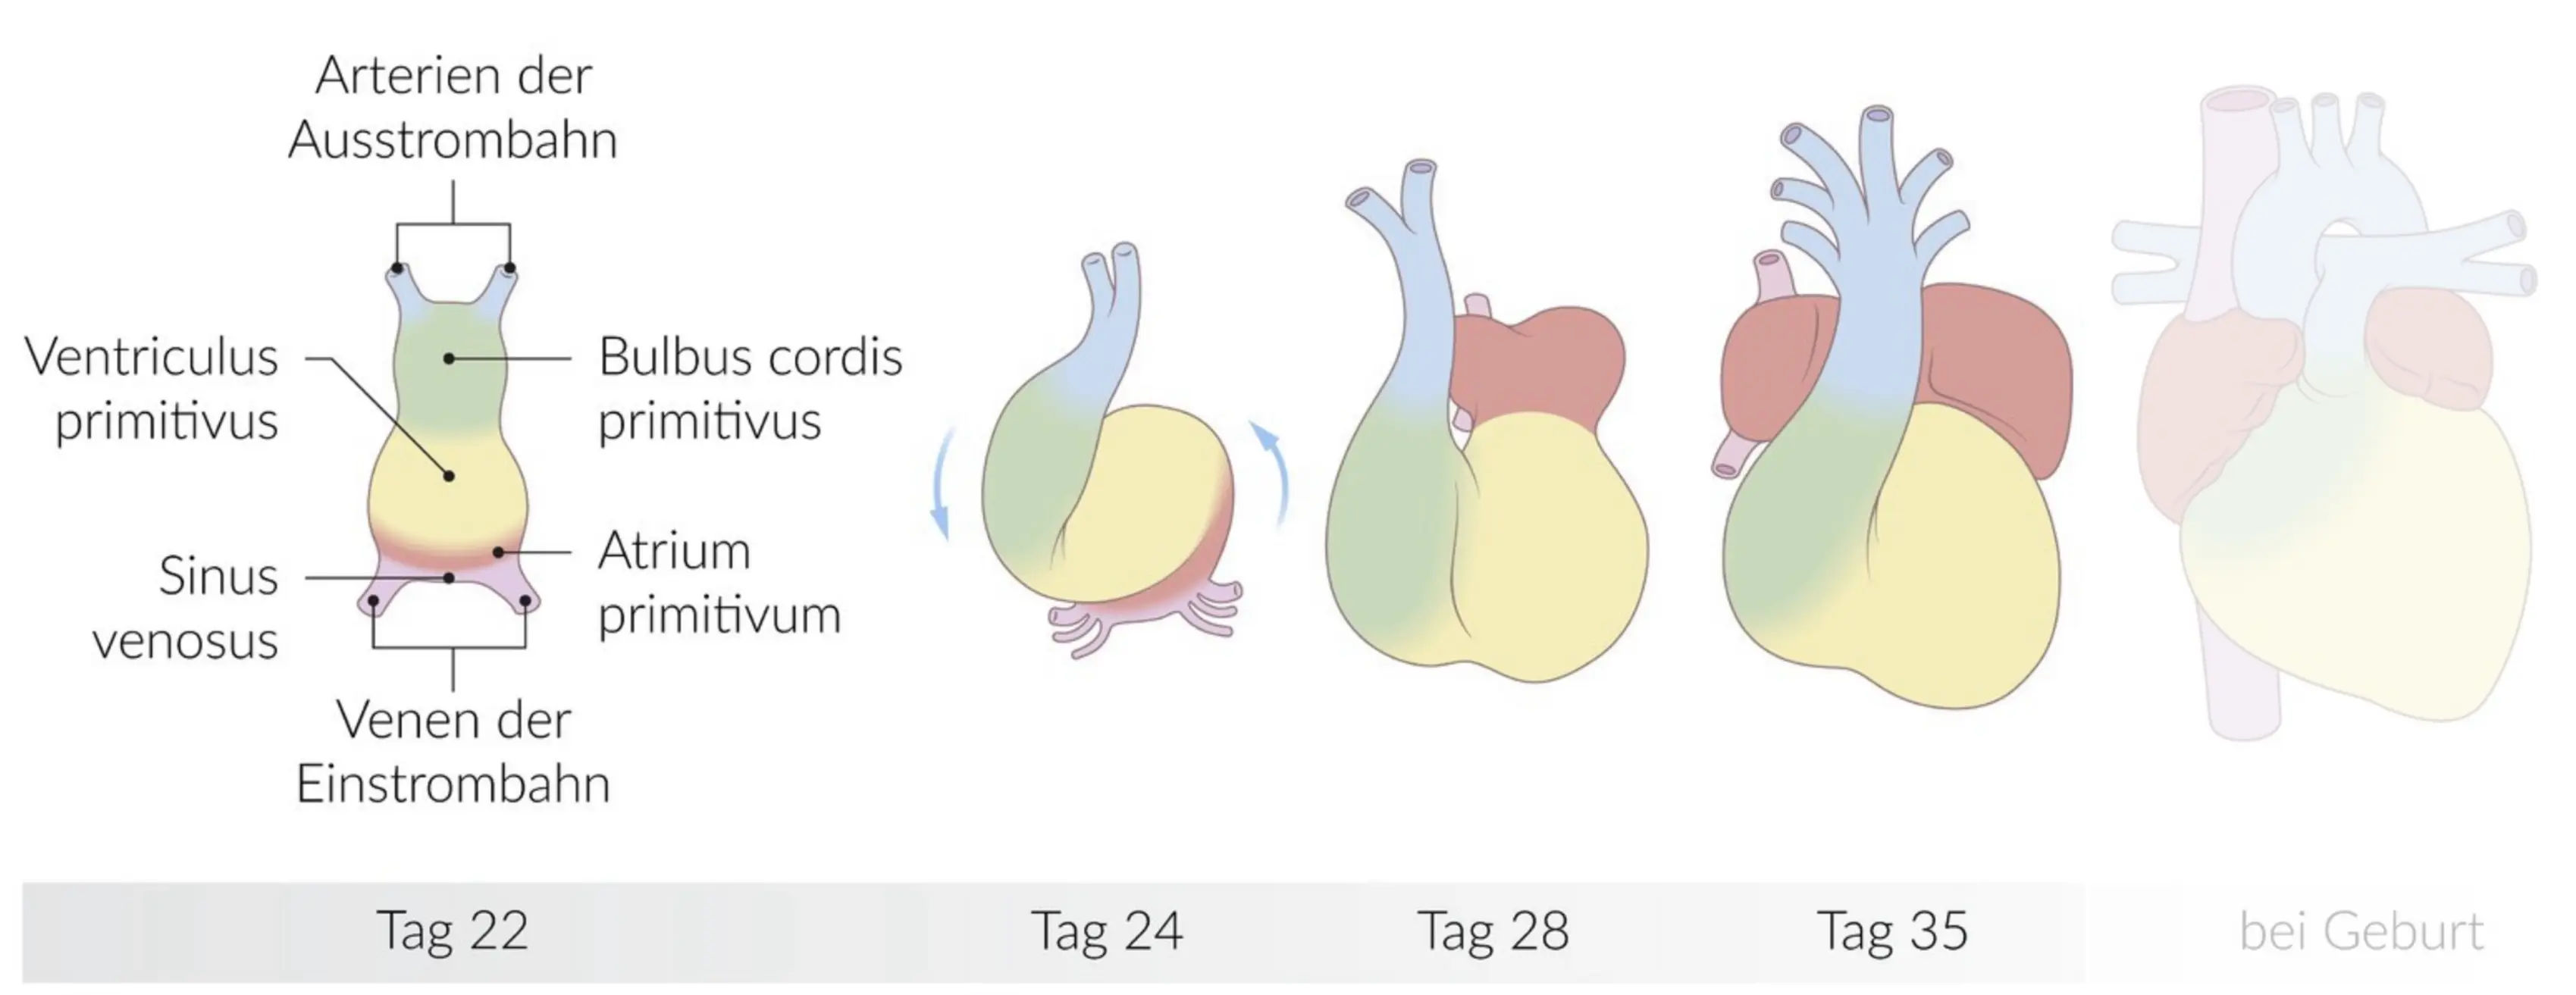 Arterien der
Ausstrombahn
Ventriculus
primitivus
Bulbus cordis
primitivus
Sinus
venosus
Atrium
primitivum
Venen der
Einstrombahn
Tag 22
Tag 24
Tag 28
Tag 35
bei Geburt